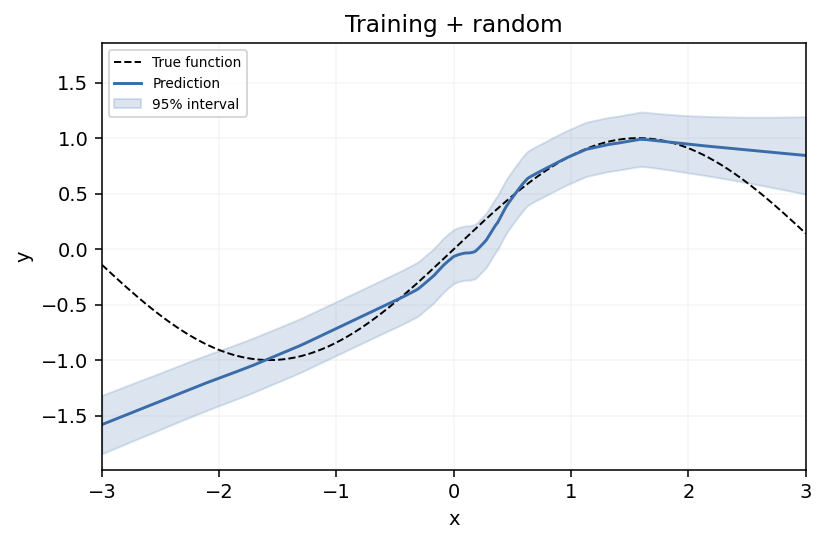 Training + random
True function
Prediction
95% interval
1.5
1.0
0.5
0.0
−0.5
−1.0
−1.5
y
−3 −2 −1 0 1 2 3
x